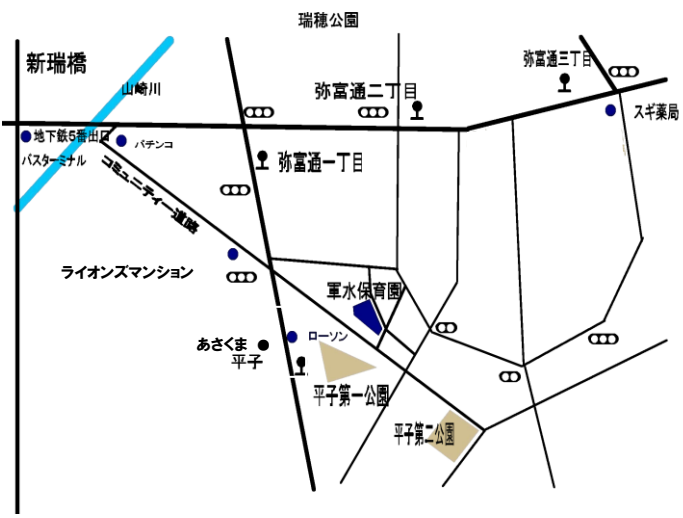 瑞穂公園
新瑞橋
弥富通三丁目
山崎川
弥富通二丁目
スギ薬局
地下鉄5番出口
バスターミナル
パチンコ
弥富通一丁目
コミュニティー道路
ライオンズマンション
軍水保育園
あさくま
平子
ローソン
平子第一公園
平子第二公園